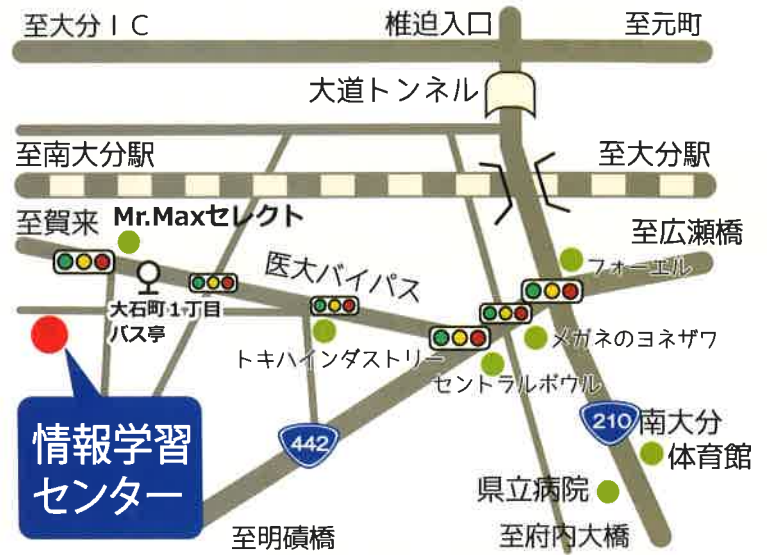 至大分IC
椎迫入口
至元町
大道トンネル
至南大分駅
至大分駅
至賀来
Mr.Maxセレクト
至広瀬橋
フォーエル
医大バイパス
大石町1丁目
バス亭
トキハインダストリー
メガネのヨネザワ
セントラルボウル
情報学習
センター
442
210
南大分
体育館
県立病院
至明磧橋
至府内大橋